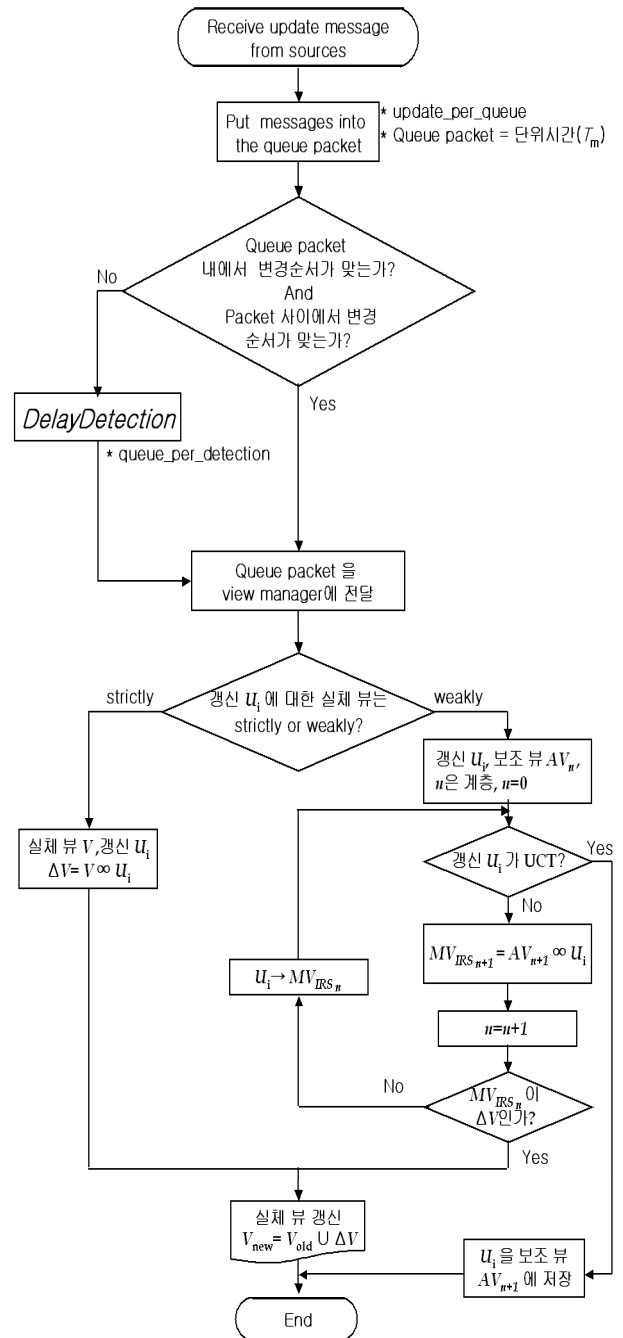 Receive update message
from sources
Put messages into
the queue packet
* update_per_queue
* Queue packet = 단위시간(Tm)
Queue packet
내에서 변경순서가 맞는가?
And
Packet 사이에서 변경
순서가 맞는가?
No
Yes
DelayDetection
* queue_per_detection
Queue packet 을
view manager에 전달
갱신 Ui 에 대한 실체 뷰는
strictly or weakly?
strictly
weakly
갱신 Ui, 보조 뷰 AVn,
n은 계층, n=0
실체 뷰 V,갱신 Ui
ΔV= V∞ Ui
갱신 Ui 가 UCT?
Yes
No
MVIRSn+1 = AVn+1 ∞ Ui
Ui→ MVIRSn
n=n+1
No
MVIRSn 이
ΔV인가?
Yes
실체 뷰 갱신
Vnew= Vold ∪ ΔV
Ui을 보조 뷰
AVn+1 에 저장
End